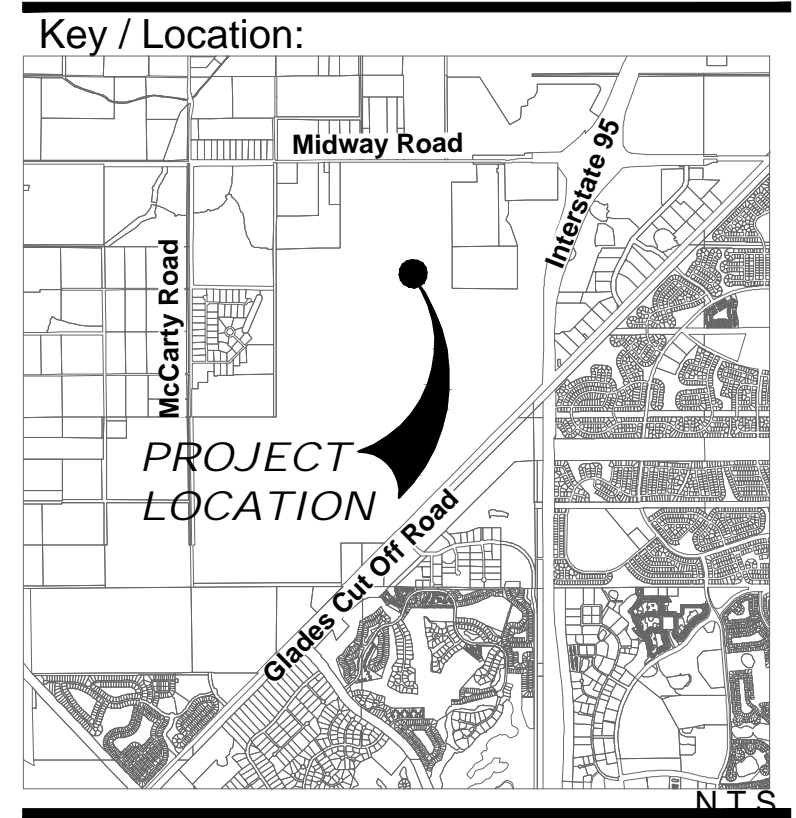 Key / Location:
Midway Road
Interstate 95
McCarty Road
PROJECT
LOCATION
Glades Cut Off Road
N.T.S.